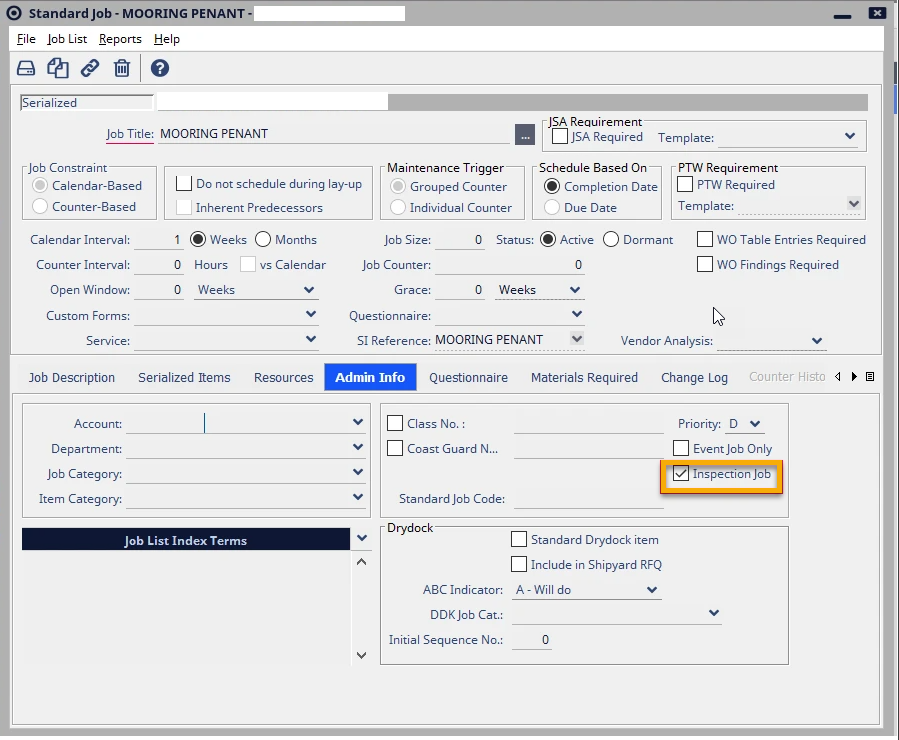 Standard Job - MOORING PENANT -
File Job List Reports Help
Serialized
Job Title: MOORING PENANT ...
JSA Requirement
JSA Required Template:
Job Constraint
Calendar-Based
Counter-Based
Do not schedule during lay-up
Inherent Predecessors
Maintenance Trigger
Grouped Counter
Individual Counter
Schedule Based On
Completion Date
Due Date
PTW Requirement
PTW Required
Template:
Calendar Interval: 1 Weeks Months Job Size: 0 Status: Active Dormant WO Table Entries Required
Counter Interval: 0 Hours vs Calendar Job Counter: 0 WO Findings Required
Open Window: 0 Weeks Grace: 0 Weeks
Custom Forms: Questionnaire:
Service: SI Reference: MOORING PENANT Vendor Analysis:
Job Description Serialized Items Resources Admin Info Questionnaire Materials Required Change Log Counter Histo
Account:
Department:
Job Category:
Item Category:
Class No. : Priority: D
Coast Guard N... Event Job Only
Inspection Job
Standard Job Code:
Job List Index Terms
Drydock
Standard Drydock item
Include in Shipyard RFQ
ABC Indicator: A - Will do
DDK Job Cat.:
Initial Sequence No.: 0